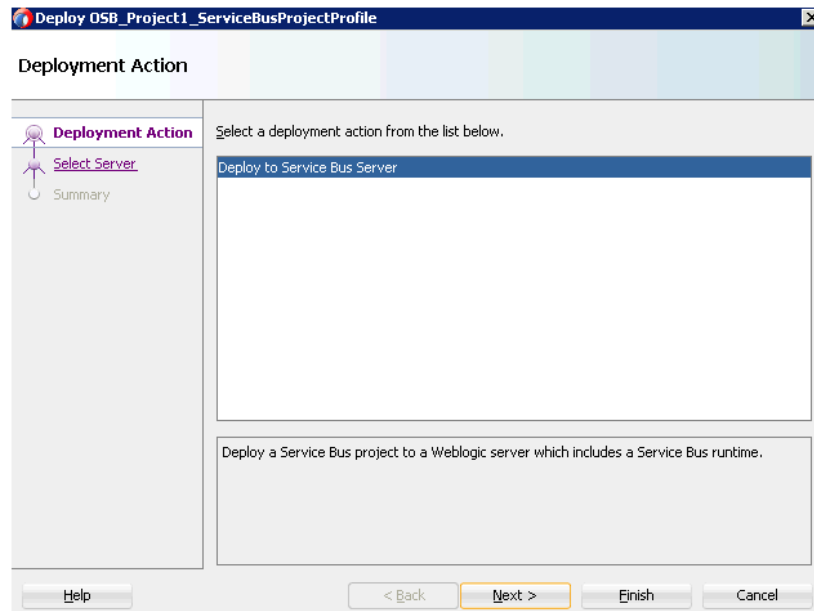 Deploy OSB_Project1_ServiceBusProjectProfile
Deployment Action
Deployment Action
Select Server
Summary
Select a deployment action from the list below.
Deploy to Service Bus Server
Deploy a Service Bus project to a Weblogic server which includes a Service Bus runtime.
Help
< Back
Next >
Finish
Cancel